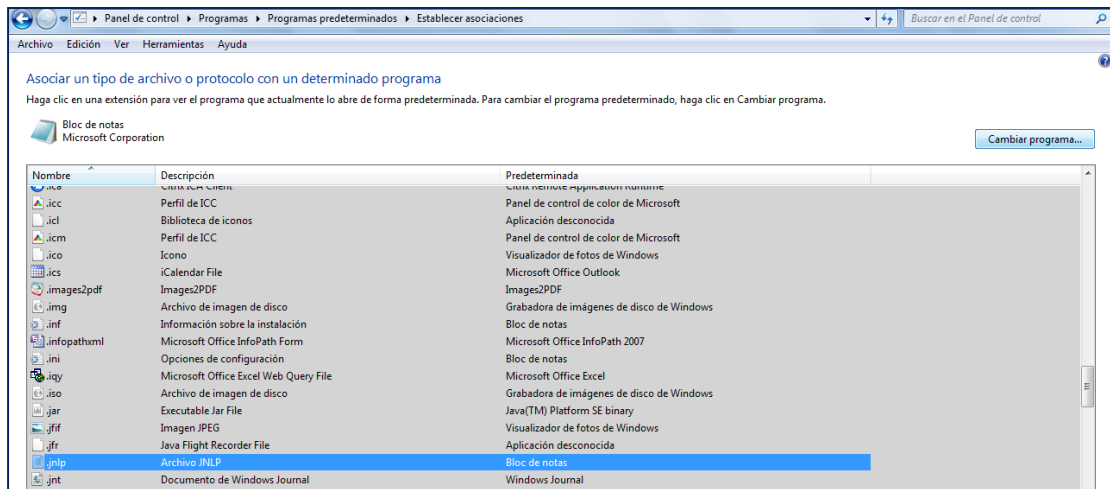 Panel de control ▸ Programas ▸ Programas predeterminados ▸ Establecer asociaciones Buscar en el Panel de control
Archivo Edición Ver Herramientas Ayuda
Asociar un tipo de archivo o protocolo con un determinado programa
Haga clic en una extensión para ver el programa que actualmente lo abre de forma predeterminada. Para cambiar el programa predeterminado, haga clic en Cambiar programa.
Bloc de notas
Microsoft Corporation
Cambiar programa...
Nombre Descripción Predeterminada
.ica Citrix ICA Client Citrix Remote Application Runtime
.icc Perfil de ICC Panel de control de color de Microsoft
.icl Biblioteca de iconos Aplicación desconocida
.icm Perfil de ICC Panel de control de color de Microsoft
.ico Icono Visualizador de fotos de Windows
.ics iCalendar File Microsoft Office Outlook
.images2pdf Images2PDF Images2PDF
.img Archivo de imagen de disco Grabadora de imágenes de disco de Windows
.inf Información sobre la instalación Bloc de notas
.infopathxml Microsoft Office InfoPath Form Microsoft Office InfoPath 2007
.ini Opciones de configuración Bloc de notas
.iqy Microsoft Office Excel Web Query File Microsoft Office Excel
.iso Archivo de imagen de disco Grabadora de imágenes de disco de Windows
.jar Executable Jar File Java(TM) Platform SE binary
.jfif Imagen JPEG Visualizador de fotos de Windows
.jfr Java Flight Recorder File Aplicación desconocida
.jnlp Archivo JNLP Bloc de notas
.jnt Documento de Windows Journal Windows Journal